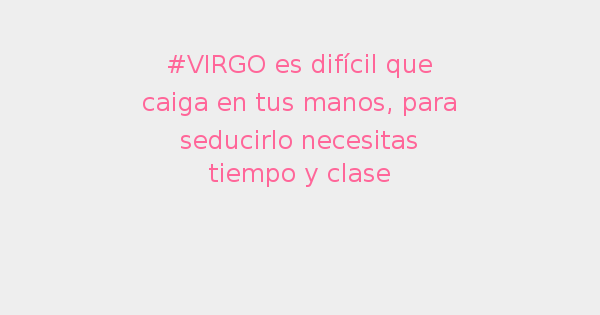 #VIRGO es difícil que
caiga en tus manos, para
seducirlo necesitas
tiempo y clase